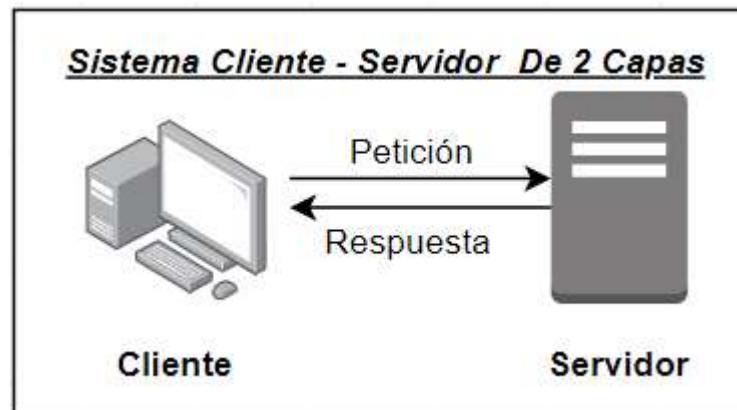 Sistema Cliente - Servidor De 2 Capas
Petición
Respuesta
Cliente
Servidor